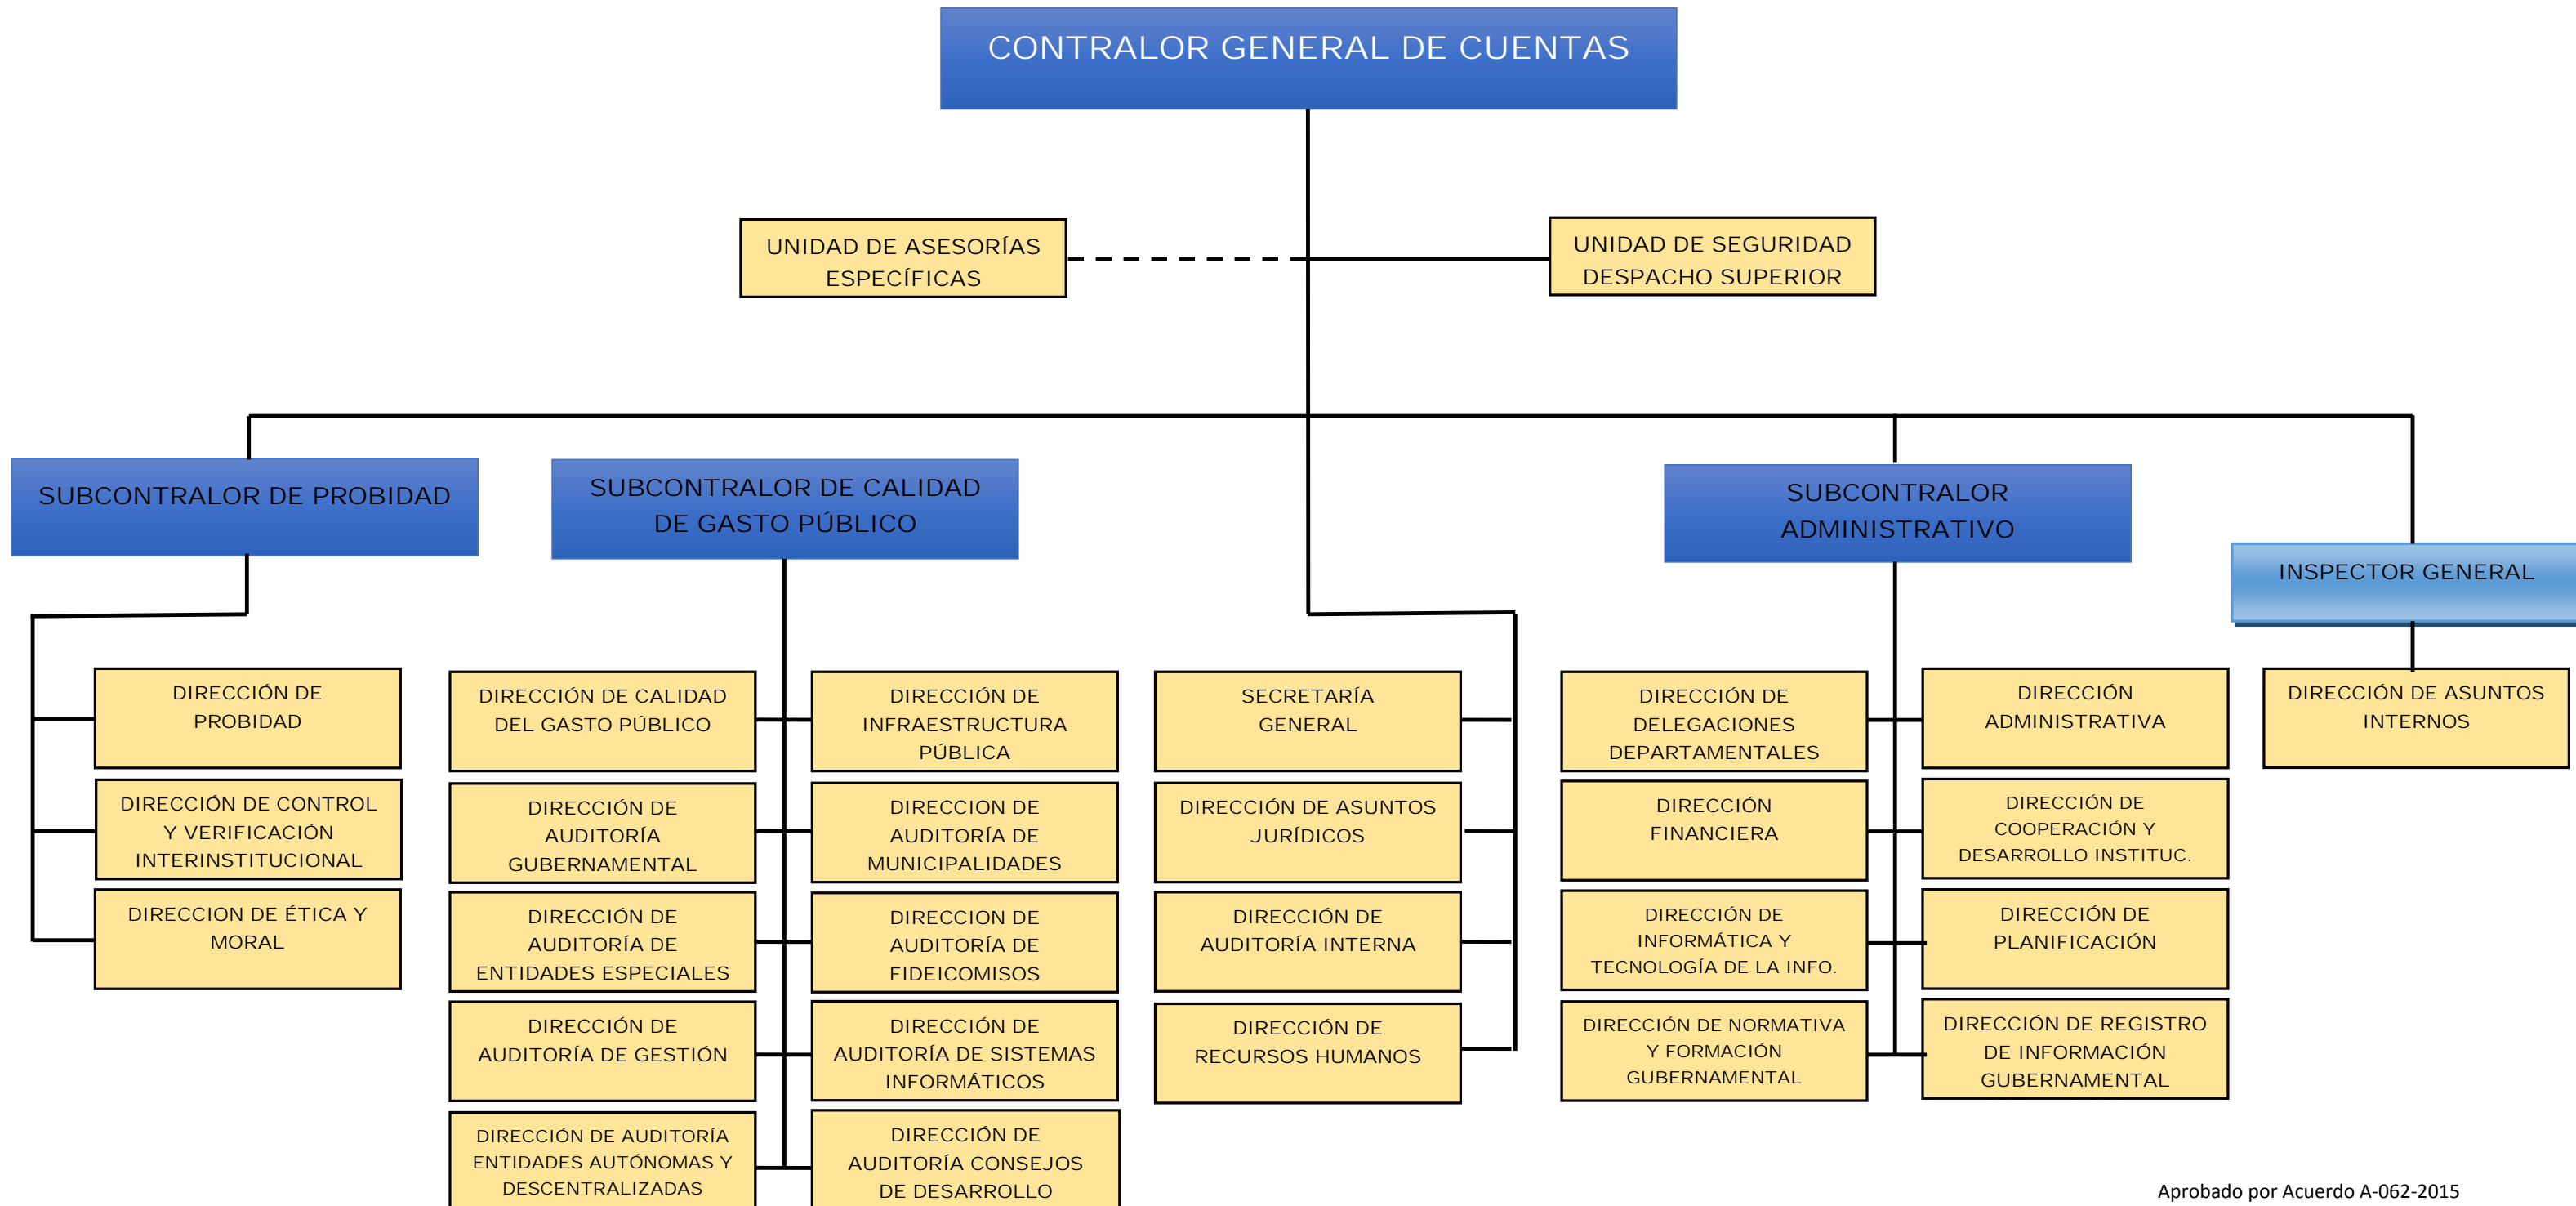 CONTRALOR GENERAL DE CUENTAS
UNIDAD DE ASESORÍAS
ESPECÍFICAS
UNIDAD DE SEGURIDAD
DESPACHO SUPERIOR
SUBCONTRALOR DE PROBIDAD
SUBCONTRALOR DE CALIDAD
DE GASTO PÚBLICO
SUBCONTRALOR
ADMINISTRATIVO
INSPECTOR GENERAL
DIRECCIÓN DE
PROBIDAD
DIRECCIÓN DE CONTROL
Y VERIFICACIÓN
INTERINSTITUCIONAL
DIRECCION DE ÉTICA Y
MORAL
DIRECCIÓN DE CALIDAD
DEL GASTO PÚBLICO
DIRECCIÓN DE
AUDITORÍA
GUBERNAMENTAL
DIRECCIÓN DE
AUDITORÍA DE
ENTIDADES ESPECIALES
DIRECCIÓN DE
AUDITORÍA DE GESTIÓN
DIRECCIÓN DE AUDITORÍA
ENTIDADES AUTÓNOMAS Y
DESCENTRALIZADAS
DIRECCIÓN DE
INFRAESTRUCTURA
PÚBLICA
DIRECCION DE
AUDITORÍA DE
MUNICIPALIDADES
DIRECCION DE
AUDITORÍA DE
FIDEICOMISOS
DIRECCIÓN DE
AUDITORÍA DE SISTEMAS
INFORMÁTICOS
DIRECCIÓN DE
AUDITORÍA CONSEJOS
DE DESARROLLO
SECRETARÍA
GENERAL
DIRECCIÓN DE ASUNTOS
JURÍDICOS
DIRECCIÓN DE
AUDITORÍA INTERNA
DIRECCIÓN DE
RECURSOS HUMANOS
DIRECCIÓN DE
DELEGACIONES
DEPARTAMENTALES
DIRECCIÓN
FINANCIERA
DIRECCIÓN DE
INFORMÁTICA Y
TECNOLOGÍA DE LA INFO.
DIRECCIÓN DE NORMATIVA
Y FORMACIÓN
GUBERNAMENTAL
DIRECCIÓN
ADMINISTRATIVA
DIRECCIÓN DE
COOPERACIÓN Y
DESARROLLO INSTITUC.
DIRECCIÓN DE
PLANIFICACIÓN
DIRECCIÓN DE REGISTRO
DE INFORMACIÓN
GUBERNAMENTAL
DIRECCIÓN DE ASUNTOS
INTERNOS
Aprobado por Acuerdo A-062-2015